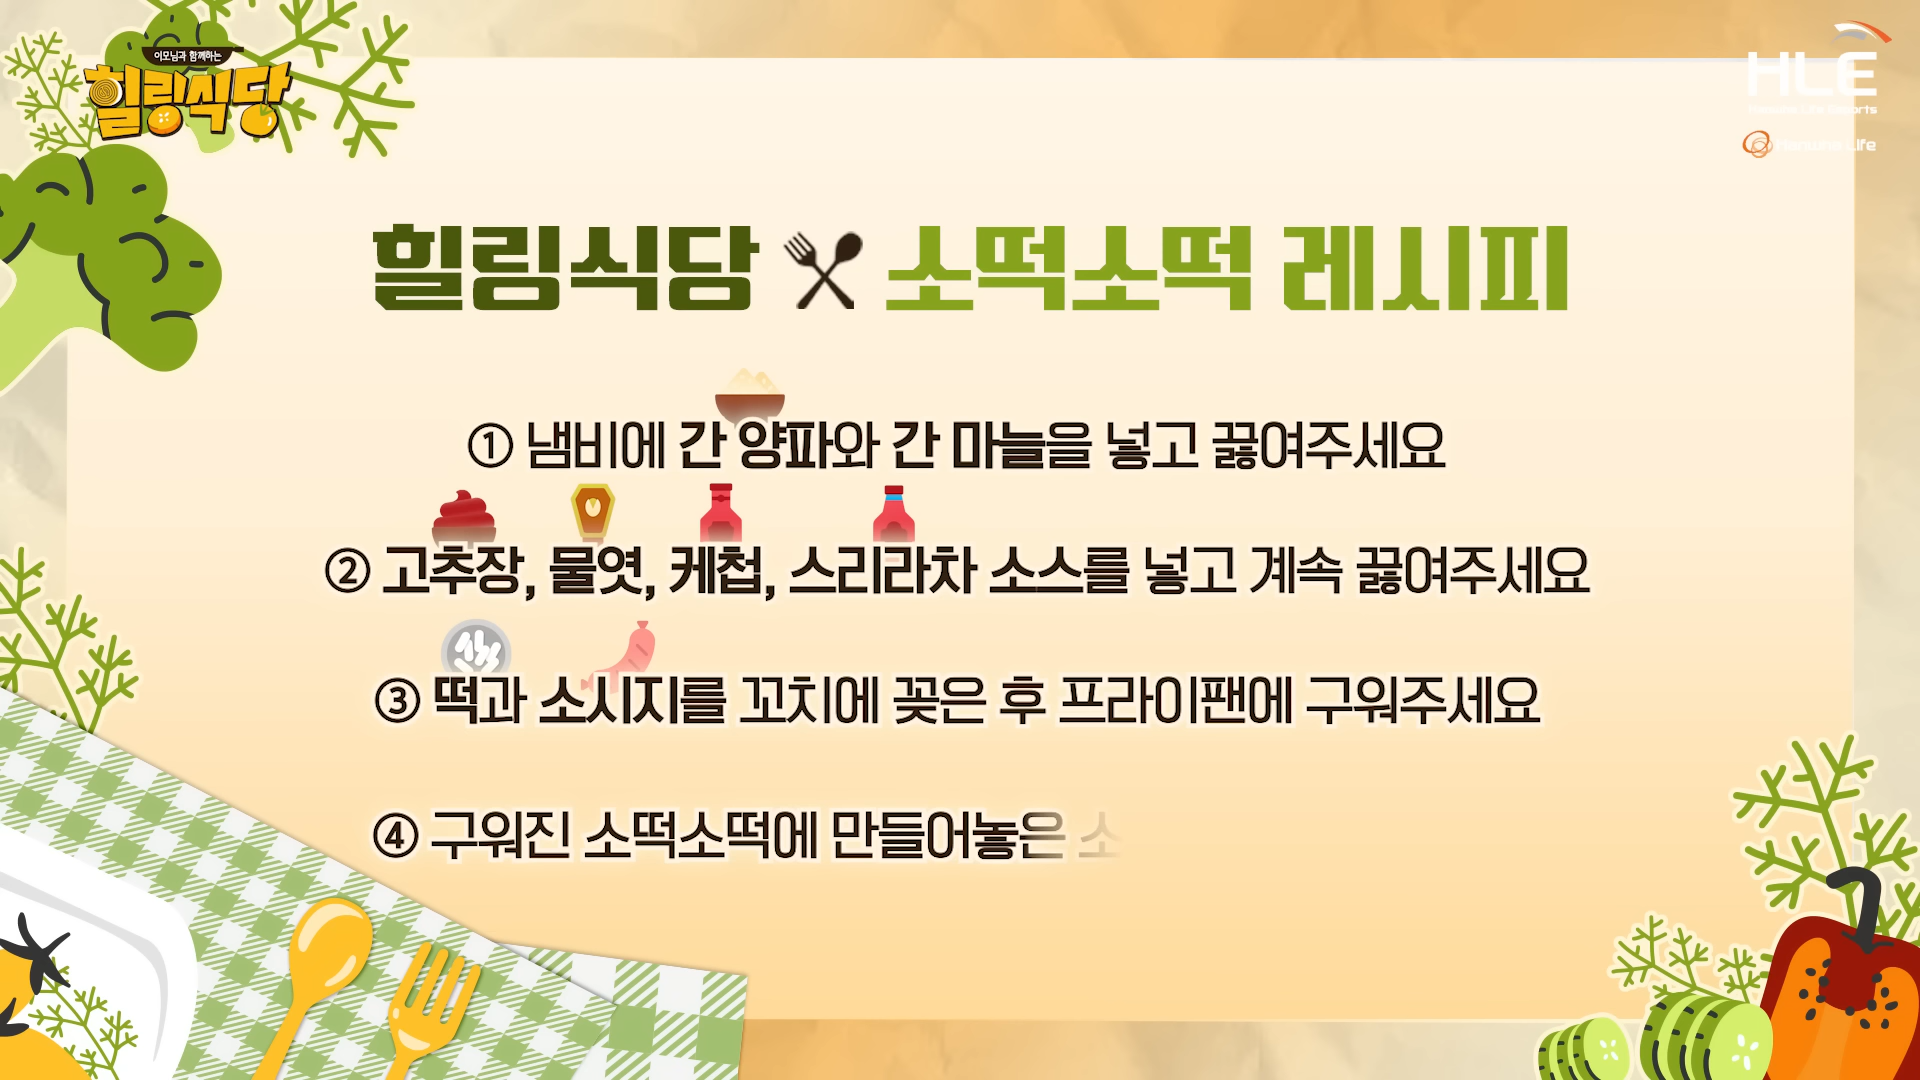 이모님과 함께하는
힐링식당
HLE
Life
힐링식당 소떡소떡 레시피
① 냄비에 간 양파와 간 마늘을 넣고 끓여주세요
② 고추장, 물엿, 케첩, 스리라차 소스를 넣고 계속 끓여주세요
③ 떡과 소시지를 꼬치에 꽂은 후 프라이팬에 구워주세요
④ 구워진 소떡소떡에 만들어놓은 소